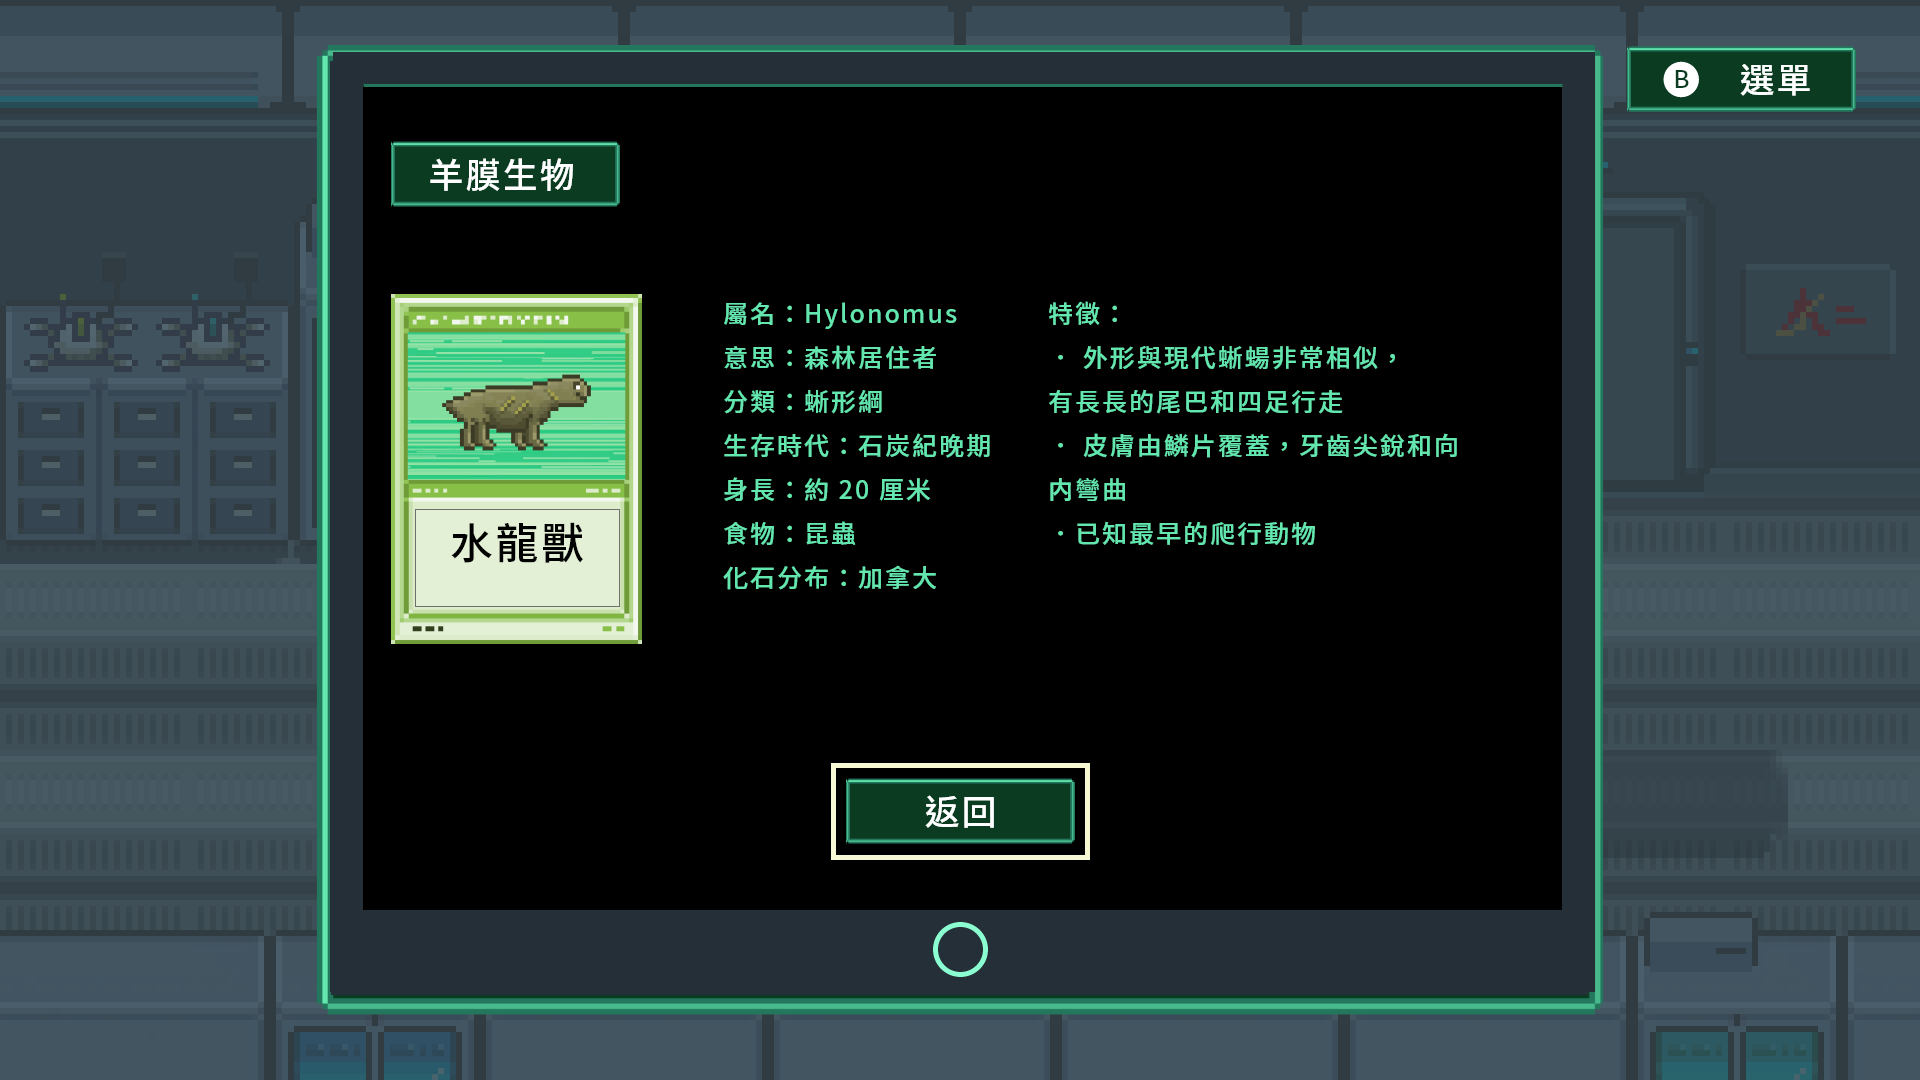 B 選單
羊膜生物
水龍獸
屬名：Hylonomus
意思：森林居住者
分類：蜥形綱
生存時代：石炭紀晚期
身長：約 20 厘米
食物：昆蟲
化石分布：加拿大
特徵：
· 外形與現代蜥蜴非常相似，
有長長的尾巴和四足行走
· 皮膚由鱗片覆蓋，牙齒尖銳和向
内彎曲
·已知最早的爬行動物
返回